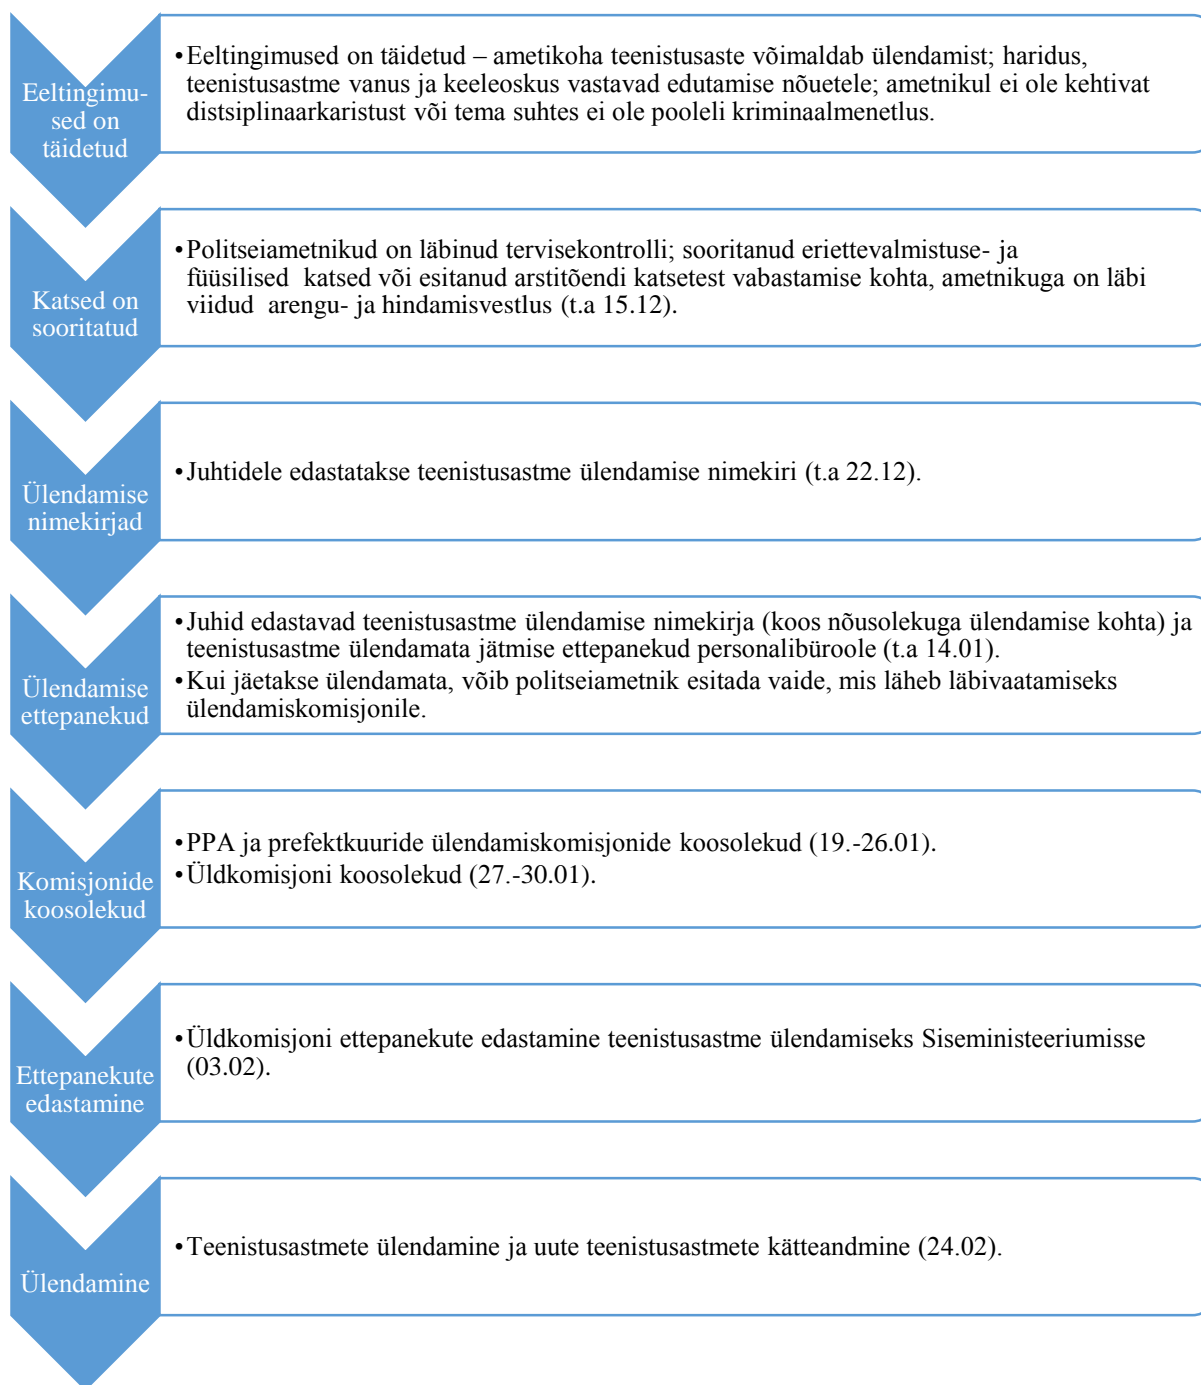 Eeltingimu-
sed on
täidetud
•Eeltingimused on täidetud – ametikoha teenistusaste võimaldab ülendamist; haridus,
teenistusastme vanus ja keeleoskus vastavad edutamise nõuetele; ametnikul ei ole kehtivat
distsiplinaarkaristust või tema suhtes ei ole pooleli kriminaalmenetlus.
Katsed on
sooritatud
•Politseiametnikud on läbinud tervisekontrolli; sooritanud eriettevalmistuse- ja
füüsilised katsed või esitanud arstitõendi katsetest vabastamise kohta, ametnikuga on läbi
viidud arengu- ja hindamisvestlus (t.a 15.12).
Ülendamise
nimekirjad
•Juhtidele edastatakse teenistusastme ülendamise nimekiri (t.a 22.12).
Ülendamise
ettepanekud
•Juhid edastavad teenistusastme ülendamise nimekirja (koos nõusolekuga ülendamise kohta) ja
teenistusastme ülendamata jätmise ettepanekud personalibüroole (t.a 14.01).
•Kui jäetakse ülendamata, võib politseiametnik esitada vaide, mis läheb läbivaatamiseks
ülendamiskomisjonile.
Komisjonide
koosolekud
•PPA ja prefektkuuride ülendamiskomisjonide koosolekud (19.-26.01).
•Üldkomisjoni koosolekud (27.-30.01).
Ettepanekute
edastamine
•Üldkomisjoni ettepanekute edastamine teenistusastme ülendamiseks Siseministeeriumisse
(03.02).
Ülendamine
•Teenistusastmete ülendamine ja uute teenistusastmete kätteandmine (24.02).